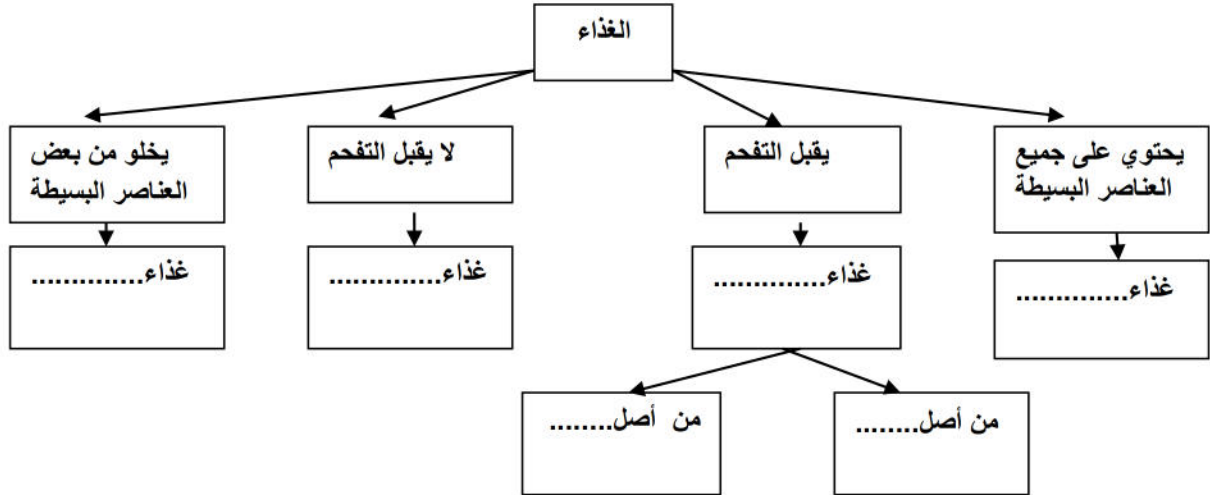 الغذاء
يحتوي على جميع
العناصر البسيطة
يقبل التفحم
لا يقبل التفحم
يخلو من بعض
العناصر البسيطة
غذاء..............
غذاء..............
غذاء..............
غذاء..............
من أصل........
من أصل........